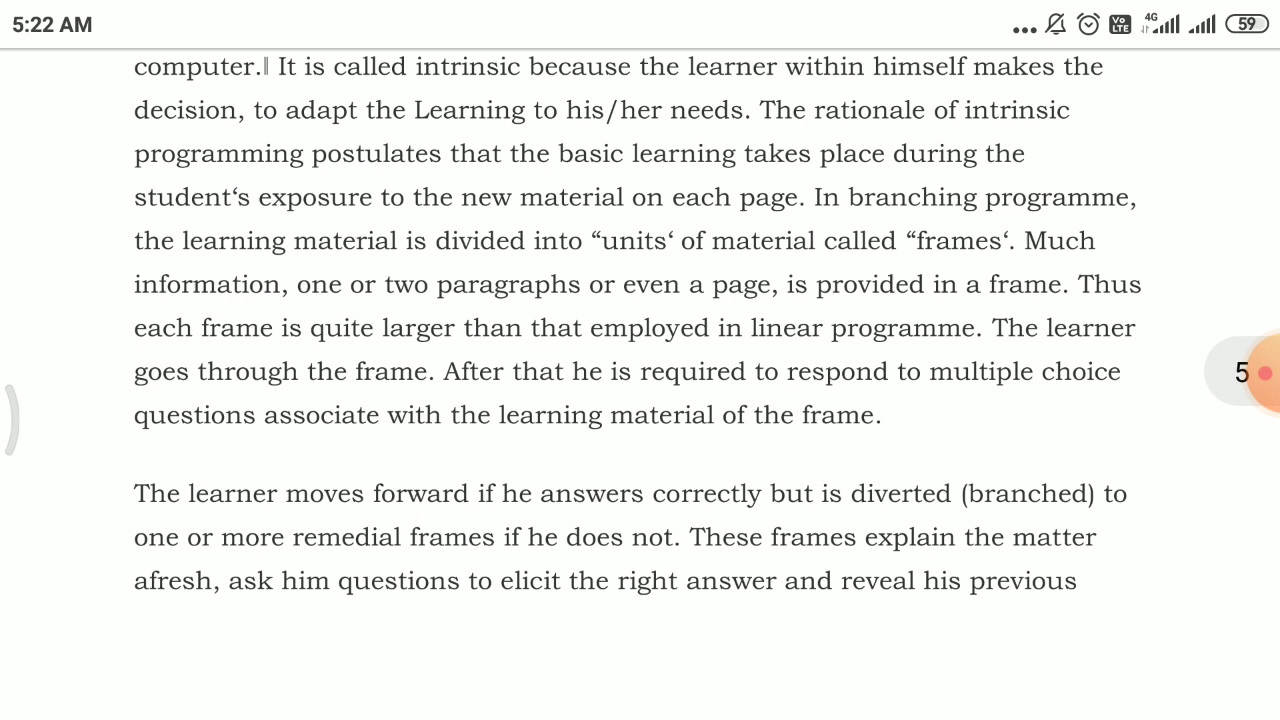 5:22 AM
Vo LTE
4G
59
computer.‖ It is called intrinsic because the learner within himself makes the
decision, to adapt the Learning to his/her needs. The rationale of intrinsic
programming postulates that the basic learning takes place during the
student‘s exposure to the new material on each page. In branching programme,
the learning material is divided into “units‘ of material called “frames‘. Much
information, one or two paragraphs or even a page, is provided in a frame. Thus
each frame is quite larger than that employed in linear programme. The learner
goes through the frame. After that he is required to respond to multiple choice
5
questions associate with the learning material of the frame.
The learner moves forward if he answers correctly but is diverted (branched) to
one or more remedial frames if he does not. These frames explain the matter
afresh, ask him questions to elicit the right answer and reveal his previous